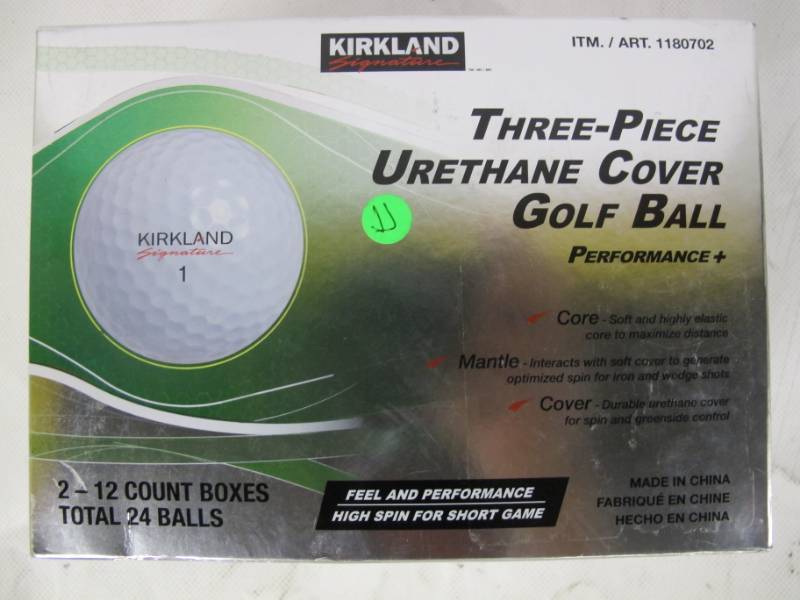 KIRKLAND
Signature
ITM. / ART. 1180702
THREE-PIECE
URETHANE COVER
GOLF BALL
PERFORMANCE+
KIRKLAND
Signature
1
Core - Soft and highly elastic
core to maximize distance
Mantle - Interacts with soft cover to generate
optimized spin for iron and wedge shots
Cover - Durable urethane cover
for spin and greenside control
2 – 12 COUNT BOXES
TOTAL 24 BALLS
FEEL AND PERFORMANCE
HIGH SPIN FOR SHORT GAME
MADE IN CHINA
FABRIQUÉ EN CHINE
HECHO EN CHINA